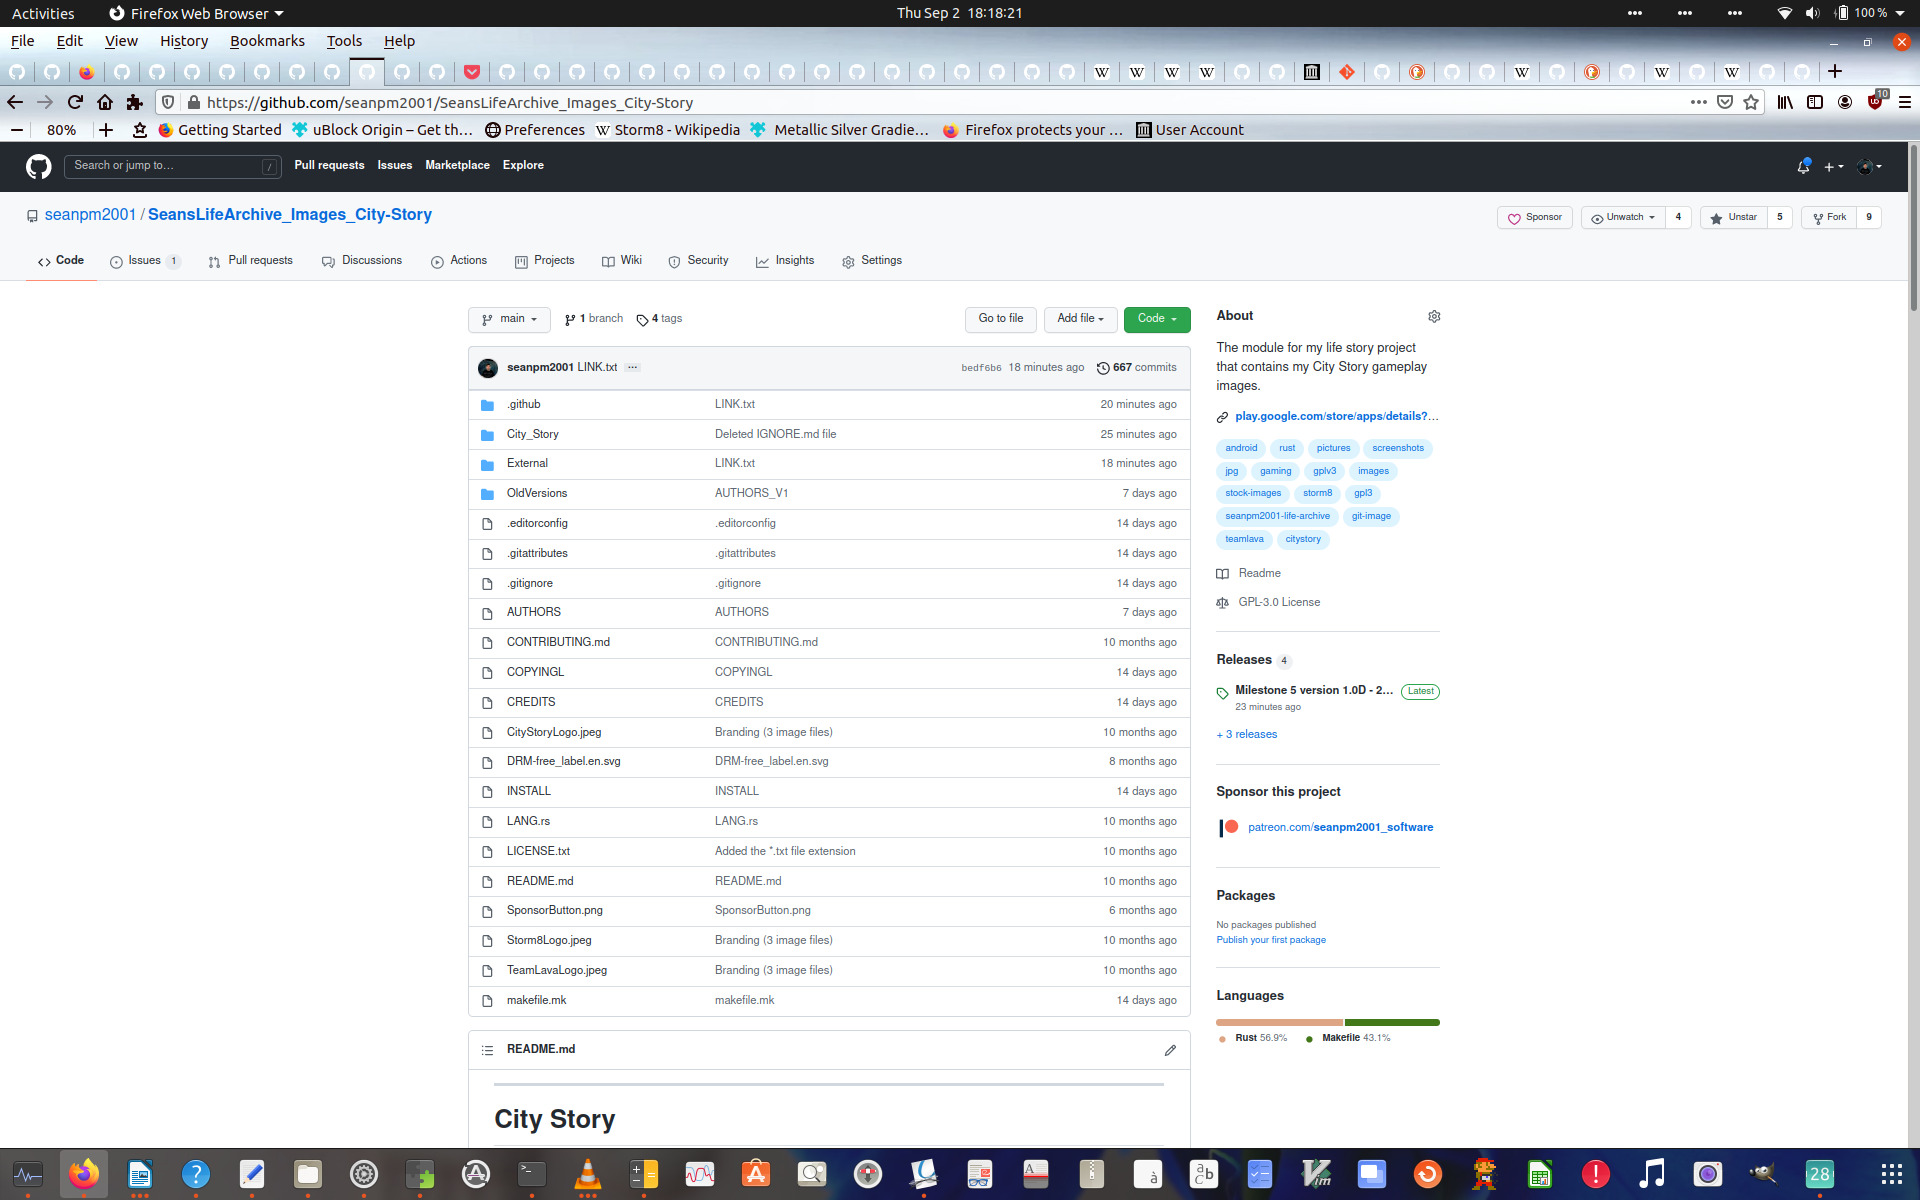 Activities
Firefox Web Browser
Thu Sep 2 18:18:21
100 %
File Edit View History Bookmarks Tools Help
https://github.com/seanpm2001/SeansLifeArchive_Images_City-Story
10
80%
Getting Started
uBlock Origin – Get th…
Preferences
Storm8 - Wikipedia
Metallic Silver Gradie…
Firefox protects your …
User Account
Search or jump to… /
Pull requests Issues Marketplace Explore
seanpm2001 / SeansLifeArchive_Images_City-Story
Sponsor
Unwatch 4
Unstar 5
Fork 9
Code
Issues 1
Pull requests
Discussions
Actions
Projects
Wiki
Security
Insights
Settings
main
1 branch
4 tags
Go to file
Add file
Code
seanpm2001 LINK.txt ...
bedf6b6 18 minutes ago 667 commits
.github LINK.txt 20 minutes ago
City_Story Deleted IGNORE.md file 25 minutes ago
External LINK.txt 18 minutes ago
OldVersions AUTHORS_V1 7 days ago
.editorconfig .editorconfig 14 days ago
.gitattributes .gitattributes 14 days ago
.gitignore .gitignore 14 days ago
AUTHORS AUTHORS 7 days ago
CONTRIBUTING.md CONTRIBUTING.md 10 months ago
COPYINGL COPYINGL 14 days ago
CREDITS CREDITS 14 days ago
CityStoryLogo.jpeg Branding (3 image files) 10 months ago
DRM-free_label.en.svg DRM-free_label.en.svg 8 months ago
INSTALL INSTALL 14 days ago
LANG.rs LANG.rs 10 months ago
LICENSE.txt Added the *.txt file extension 10 months ago
README.md README.md 10 months ago
SponsorButton.png SponsorButton.png 6 months ago
Storm8Logo.jpeg Branding (3 image files) 10 months ago
TeamLavaLogo.jpeg Branding (3 image files) 10 months ago
makefile.mk makefile.mk 14 days ago
README.md
City Story
About
The module for my life story project
that contains my City Story gameplay
images.
play.google.com/store/apps/details?…
android rust pictures screenshots
jpg gaming gplv3 images
stock-images storm8 gpl3
seanpm2001-life-archive git-image
teamlava citystory
Readme
GPL-3.0 License
Releases 4
Milestone 5 version 1.0D - 2… Latest
23 minutes ago
+ 3 releases
Sponsor this project
patreon.com/seanpm2001_software
Packages
No packages published
Publish your first package
Languages
Rust 56.9% Makefile 43.1%
28